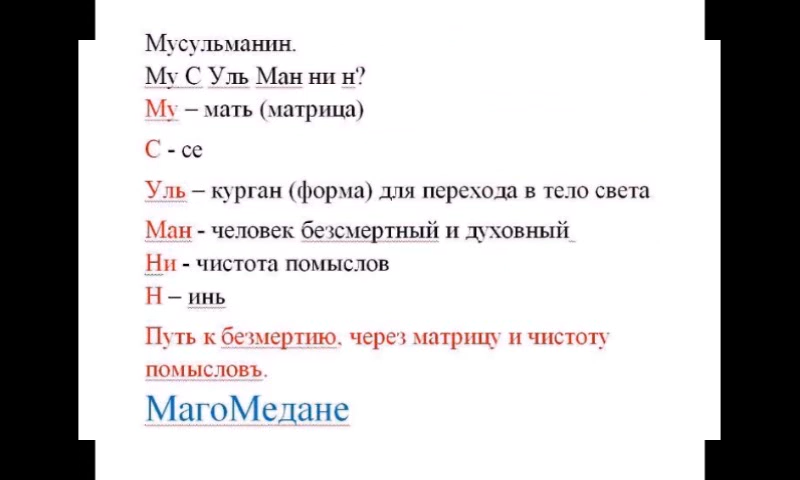 Мусульманин.
Му С Уль Ман ни н?
Му – мать (матрица)
С - се
Уль – курган (форма) для перехода в тело света
Ман - человек безсмертный и духовный
Ни - чистота помыслов
Н – инь
Путь к безмертию, через матрицу и чистоту
помысловъ.
МагоМедане